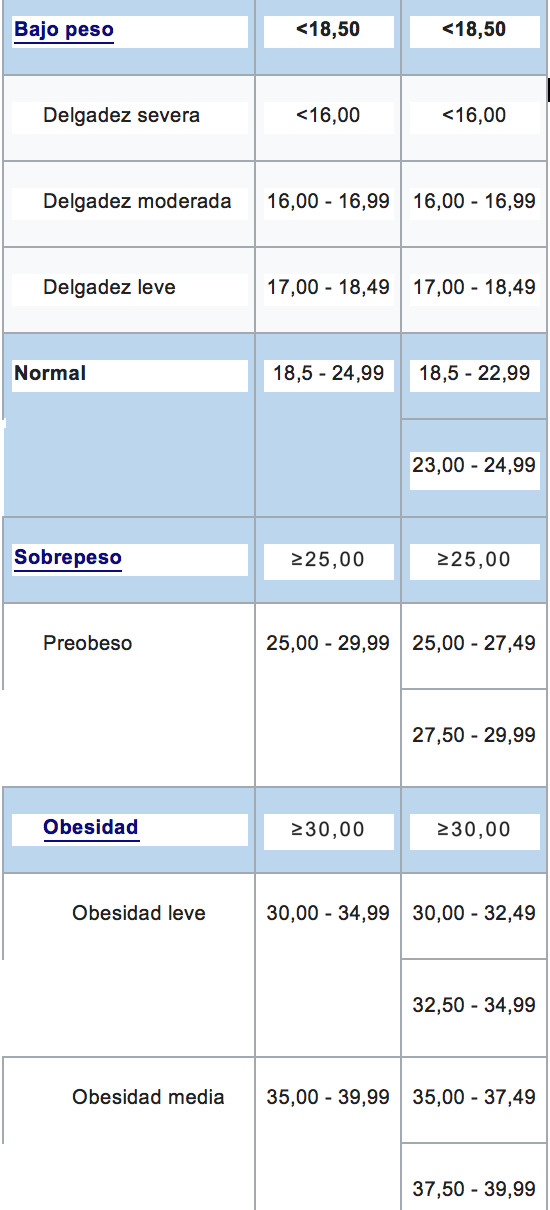 Bajo peso <18,50 <18,50
Delgadez severa <16,00 <16,00
Delgadez moderada 16,00 - 16,99 16,00 - 16,99
Delgadez leve 17,00 - 18,49 17,00 - 18,49
Normal 18,5 - 24,99 18,5 - 22,99
23,00 - 24,99
Sobrepeso ≥25,00 ≥25,00
Preobeso 25,00 - 29,99 25,00 - 27,49
27,50 - 29,99
Obesidad ≥30,00 ≥30,00
Obesidad leve 30,00 - 34,99 30,00 - 32,49
32,50 - 34,99
Obesidad media 35,00 - 39,99 35,00 - 37,49
37,50 - 39,99